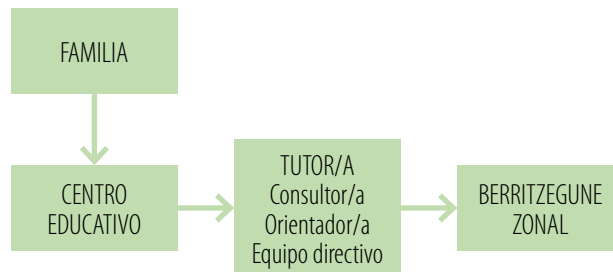 FAMILIA
CENTRO
EDUCATIVO
TUTOR/A
Consultor/a
Orientador/a
Equipo directivo
BERRITZEGUNE
ZONAL